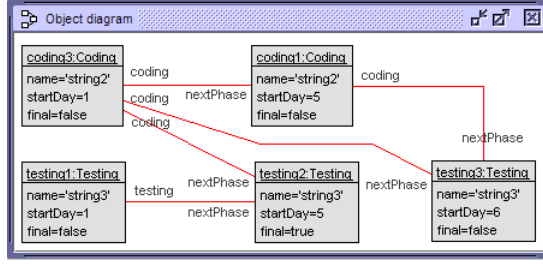 Object diagram
coding3:Coding
name='string2'
startDay=1
final=false
coding
coding
coding
nextPhase
coding1:Coding
name='string2'
startDay=5
final=false
coding
nextPhase
testing1:Testing
name='string3'
startDay=1
final=false
testing
nextPhase
nextPhase
testing2:Testing
name='string3'
startDay=5
final=true
nextPhase
testing3:Testing
name='string3'
startDay=6
final=false